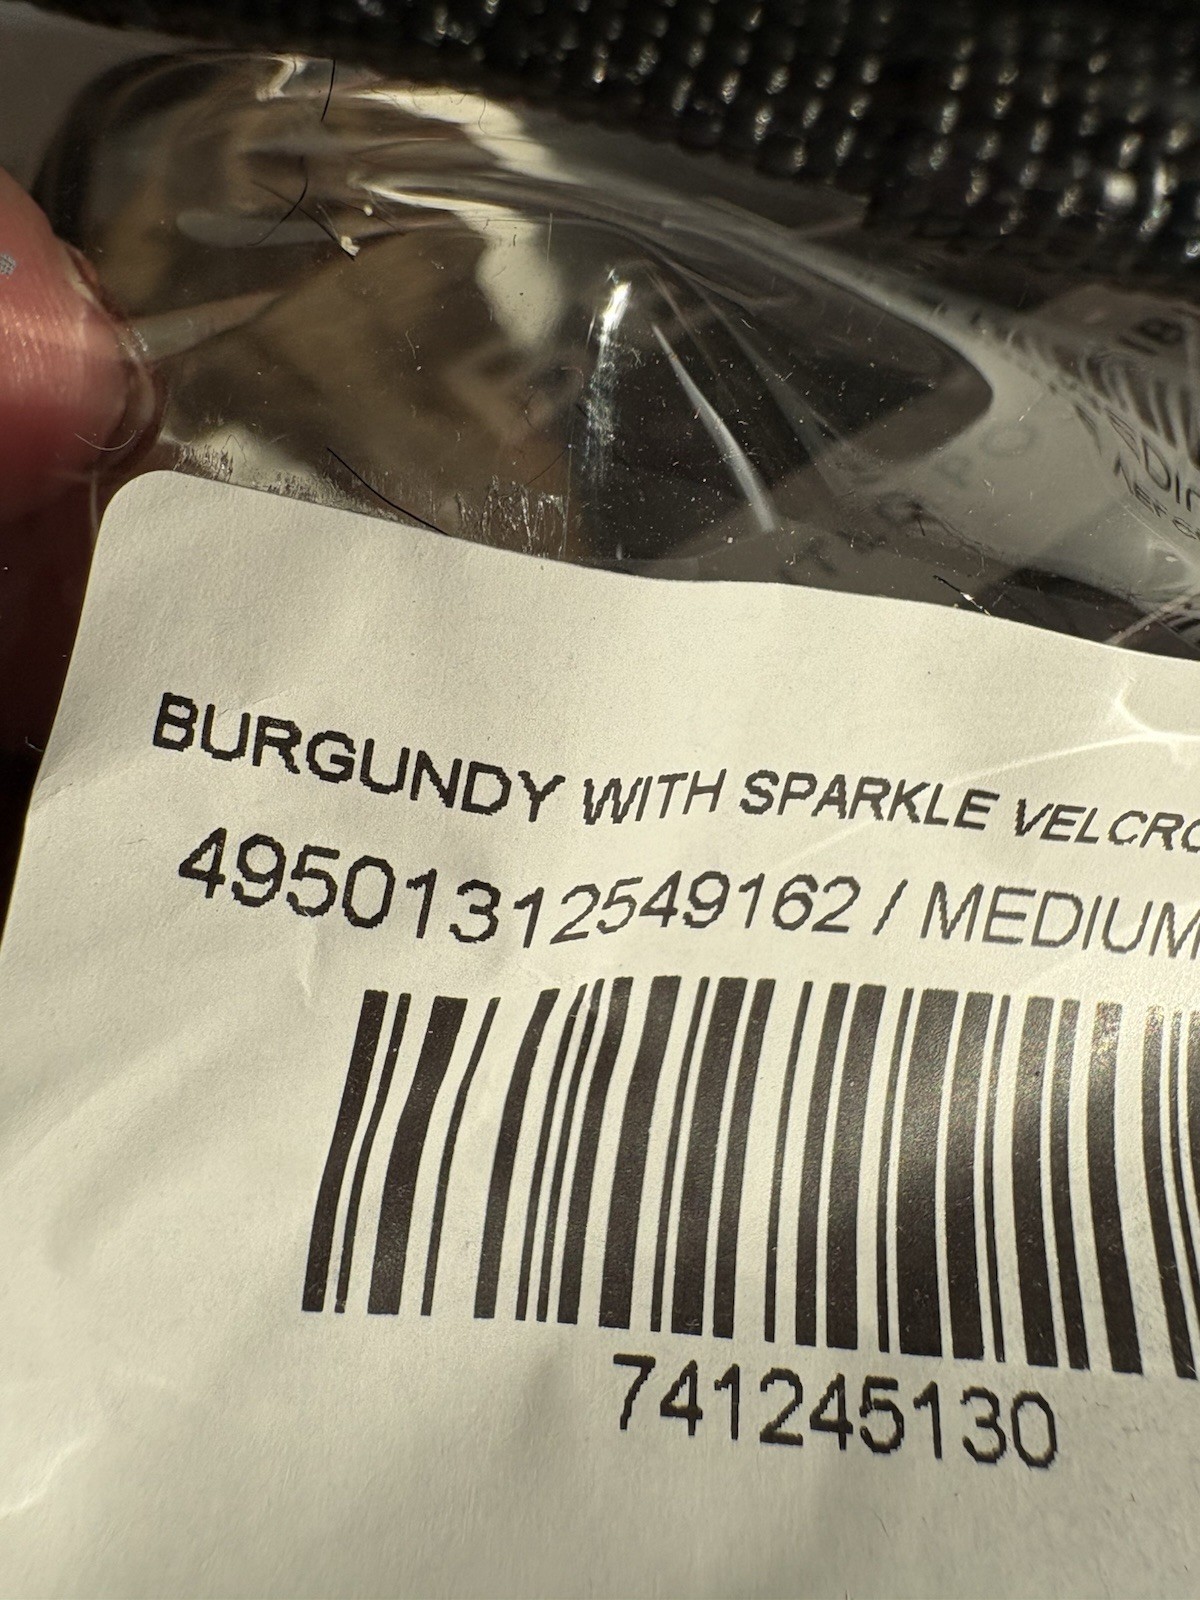 BURGUNDY WITH SPARKLE VELCRO
49501312549162 / MEDIUM
741245130